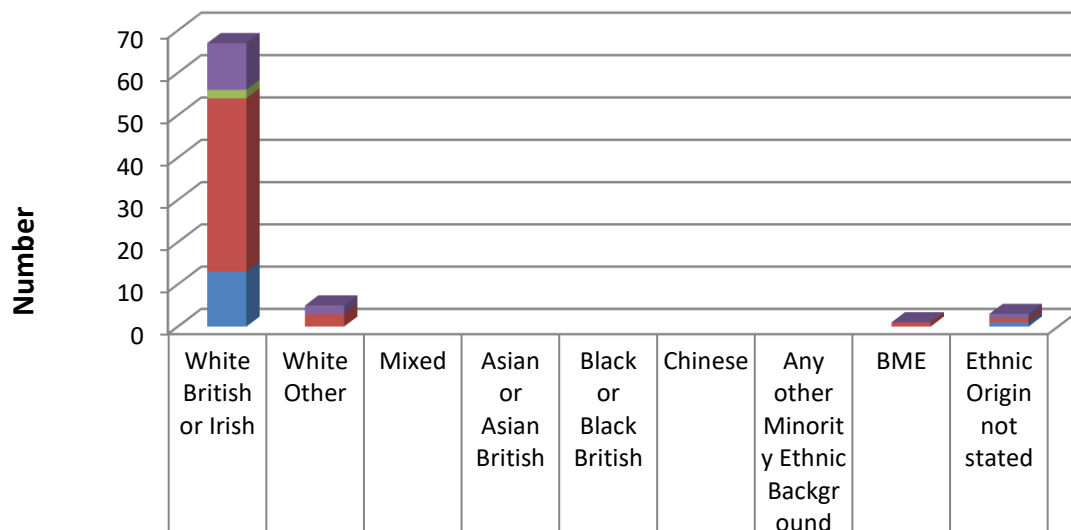 70
60
50
40
30
20
10
0
Number
White
British
or Irish
White
Other
Mixed
Asian
or
Asian
British
Black
or
Black
British
Chinese
Any
other
Minorit
y Ethnic
Backgr
ound
BME
Ethnic
Origin
not
stated